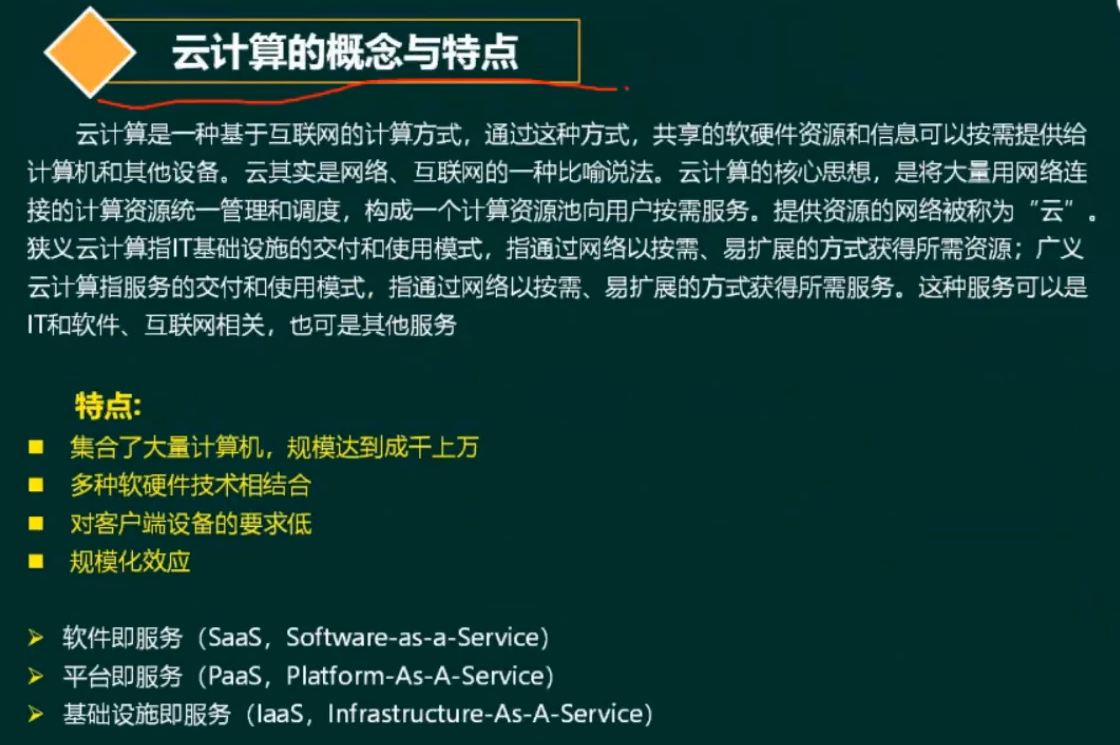 云计算的概念与特点
云计算是一种基于互联网的计算方式，通过这种方式，共享的软硬件资源和信息可以按需提供给
计算机和其他设备。云其实是网络、互联网的一种比喻说法。云计算的核心思想，是将大量用网络连
接的计算资源统一管理和调度，构成一个计算资源池向用户按需服务。提供资源的网络被称为“云”。
狭义云计算指IT基础设施的交付和使用模式，指通过网络以按需、易扩展的方式获得所需资源；广义
云计算指服务的交付和使用模式，指通过网络以按需、易扩展的方式获得所需服务。这种服务可以是
IT和软件、互联网相关，也可是其他服务
特点:
■ 集合了大量计算机，规模达到成千上万
■ 多种软硬件技术相结合
■ 对客户端设备的要求低
■ 规模化效应
➢ 软件即服务（SaaS，Software-as-a-Service）
➢ 平台即服务（PaaS，Platform-As-A-Service）
➢ 基础设施即服务（IaaS，Infrastructure-As-A-Service）